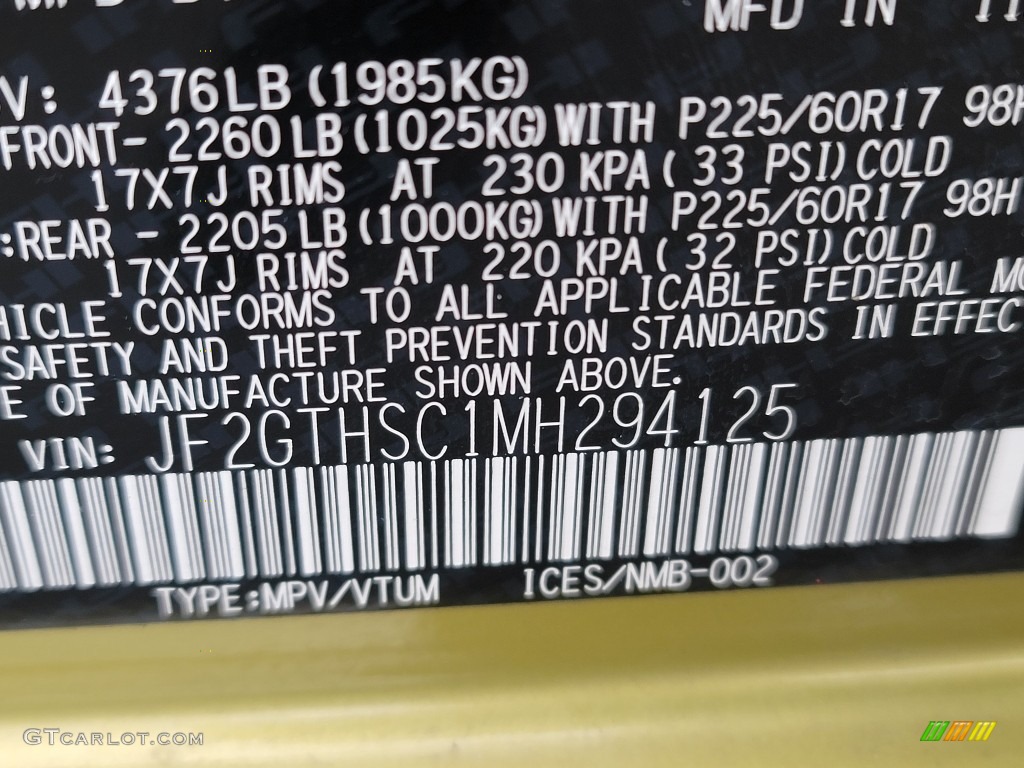 MFD IN 11
V: 4376LB (1985KG)
FRONT- 2260LB (1025KG) WITH P225/60R17 98H
17X7J RIMS AT 230 KPA ( 33 PSI) COLD
:REAR - 2205LB (1000KG) WITH P225/60R17 98H
17X7J RIMS AT 220 KPA ( 32 PSI) COLD
HICLE CONFORMS TO ALL APPLICABLE FEDERAL MO
SAFETY AND THEFT PREVENTION STANDARDS IN EFFEC
E OF MANUFACTURE SHOWN ABOVE.
VIN: JF2GTHSC1MH294125
TYPE:MPV/VTUM ICES/NMB-002
GTCARLOT.COM